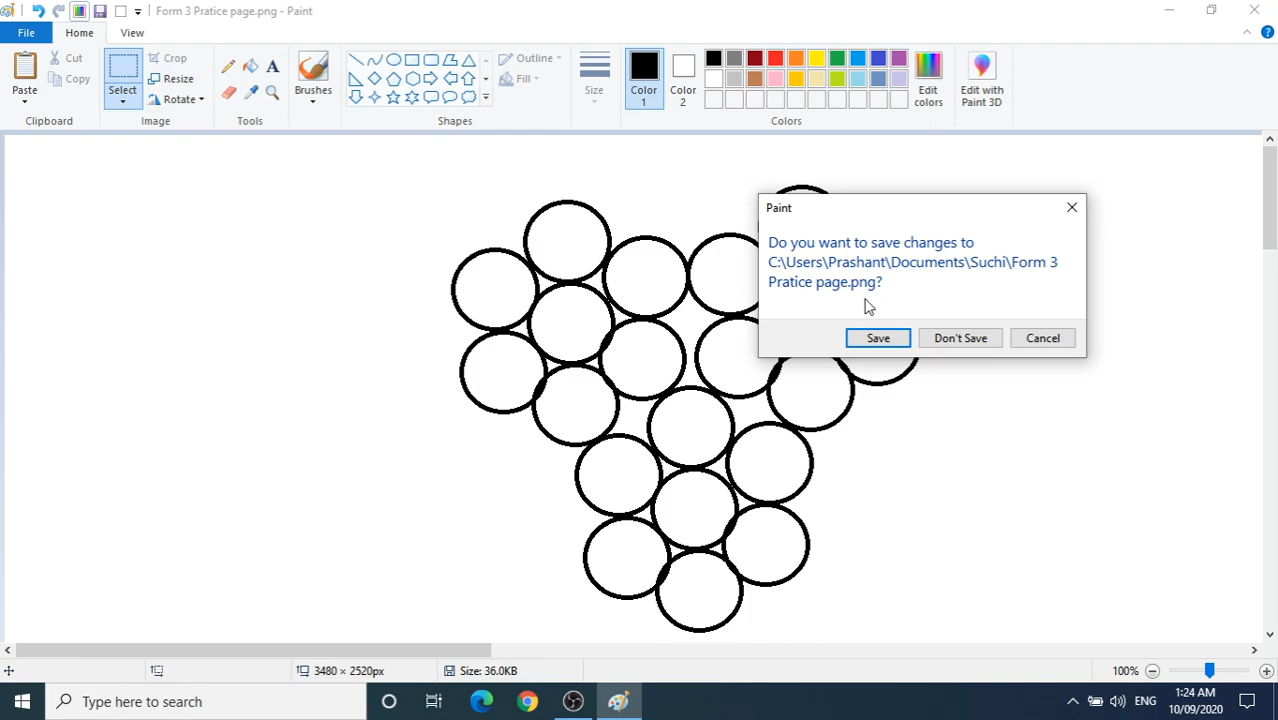 Form 3 Pratice page.png - Paint
File
Home
View
Paste
Cut
Copy
Clipboard
Select
Crop
Resize
Rotate
Image
A
Tools
Brushes
Outline
Fill
Shapes
Size
Color
1
Color
2
Colors
Edit
colors
Edit with
Paint 3D
Paint
Do you want to save changes to
C:\Users\Prashant\Documents\Suchi\Form 3
Pratice page.png?
Save
Don't Save
Cancel
3480 × 2520px
Size: 36.0KB
100%
Type here to search
ENG
1:24 AM
10/09/2020